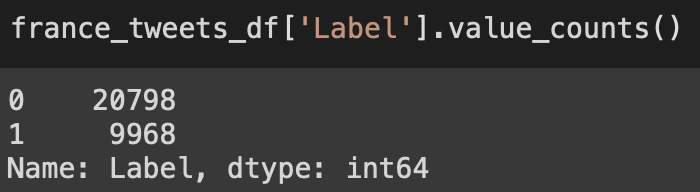 france_tweets_df['Label'].value_counts()
0    20798
1     9968
Name: Label, dtype: int64